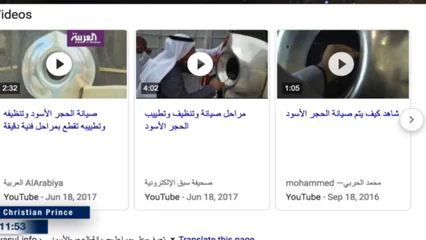 Videos
العربية
2:32
4:02
1:05
صيانة الحجر الأسود وتنظيفه
وتطييبه تقطع بمراحل فنية دقيقة
مراحل صيانة وتنظيف وتطييب
الحجر الأسود
شاهد كيف يتم صيانة الحجر الأسود
العربية AlArabiya
YouTube - Jun 18, 2017
صحيفة سبق الإلكترونية
YouTube - Jun 18, 2017
mohammed —محمد الحربي
YouTube - Sep 18, 2016
Christian Prince
11:53
Translate this page